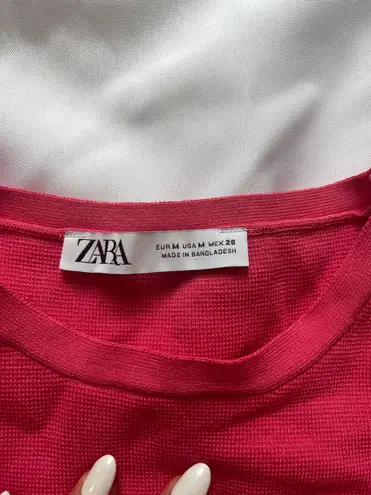 ZARA
EUR M USA M MEX 28
MADE IN BANGLADESH